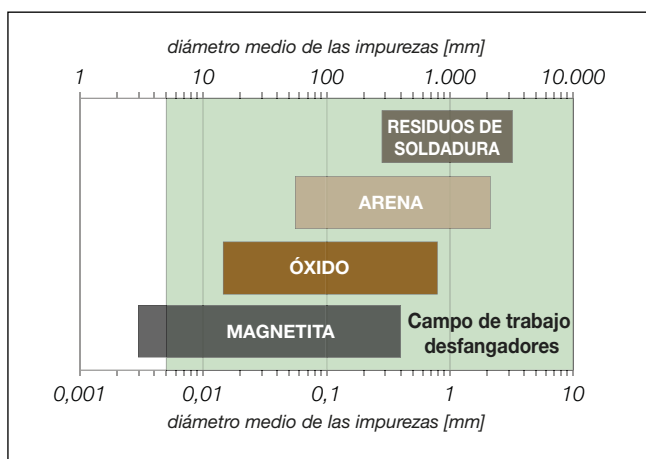 diámetro medio de las impurezas [mm]
1 10 100 1.000 10.000
RESIDUOS DE
SOLDADURA
ARENA
ÓXIDO
MAGNETITA
Campo de trabajo
desfangadores
0,001 0,01 0,1 1 10
diámetro medio de las impurezas [mm]